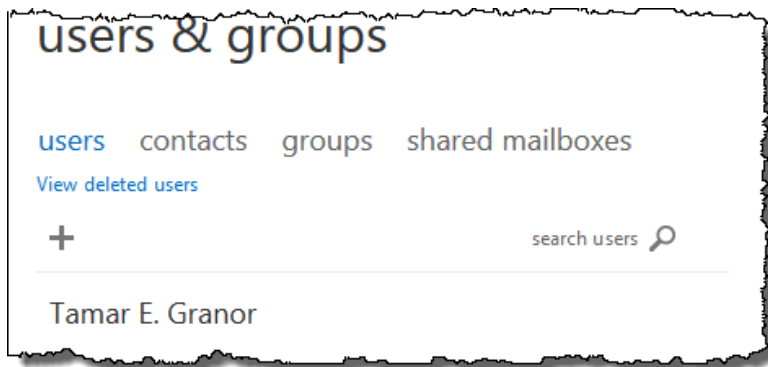 users & groups
users contacts groups shared mailboxes
View deleted users
search users
Tamar E. Granor